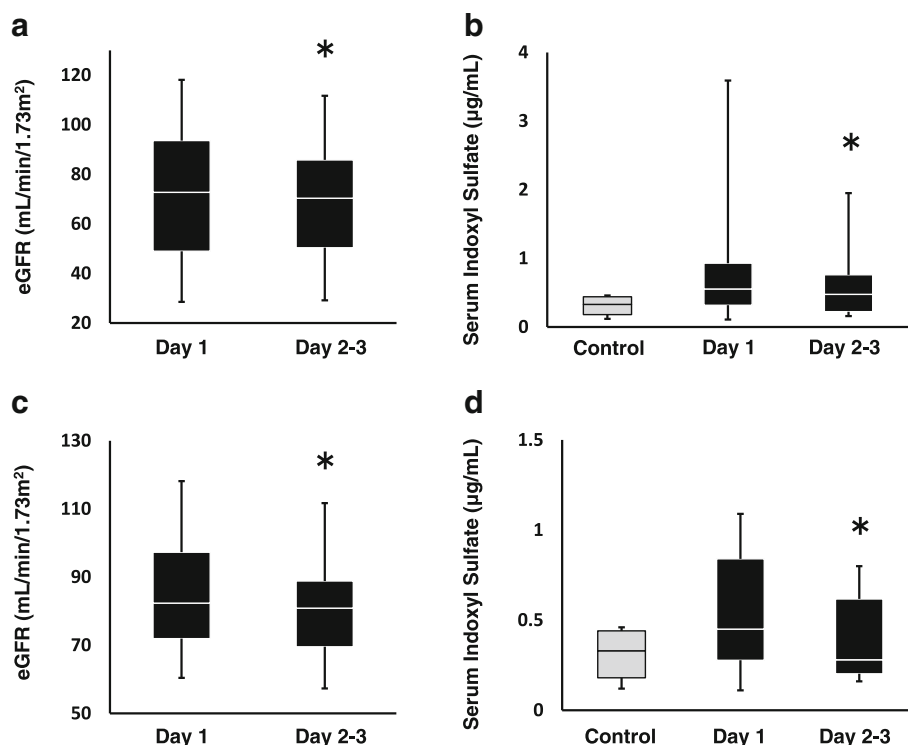 a
eGFR (mL/min/1.73m²)
120
100
80
60
40
20
*
Day 1
Day 2-3
b
Serum Indoxyl Sulfate (µg/mL)
4
3
2
1
0
*
Control
Day 1
Day 2-3
c
eGFR (mL/min/1.73m²)
130
110
90
70
50
*
Day 1
Day 2-3
d
Serum Indoxyl Sulfate (µg/mL)
1.5
1
0.5
0
*
Control
Day 1
Day 2-3